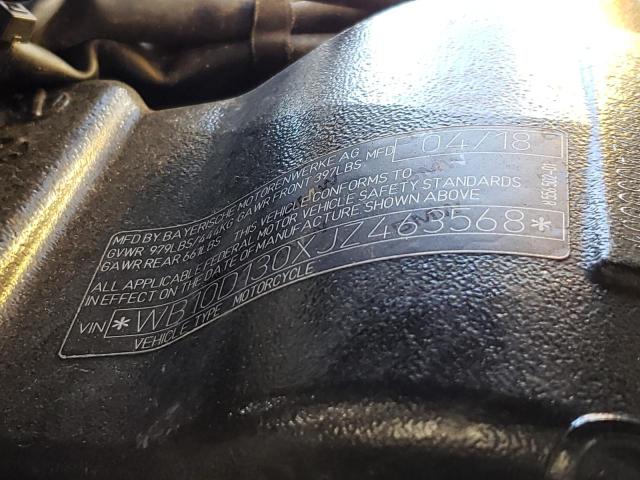 MFD BY BAYERISCHE MOTORENWERKE AG MFD 04/18
GVWR 979LBS/444KG GAWR FRONT 397LBS
GAWR REAR 661LBS THIS VEHICLE CONFORMS TO
ALL APPLICABLE FEDERAL MOTOR VEHICLE SAFETY STANDARDS
IN EFFECT ON THE DATE OF MANUFACTURE SHOWN ABOVE
VIN *WB10D130XJZ463568*
VEHICLE TYPE MOTORCYCLE